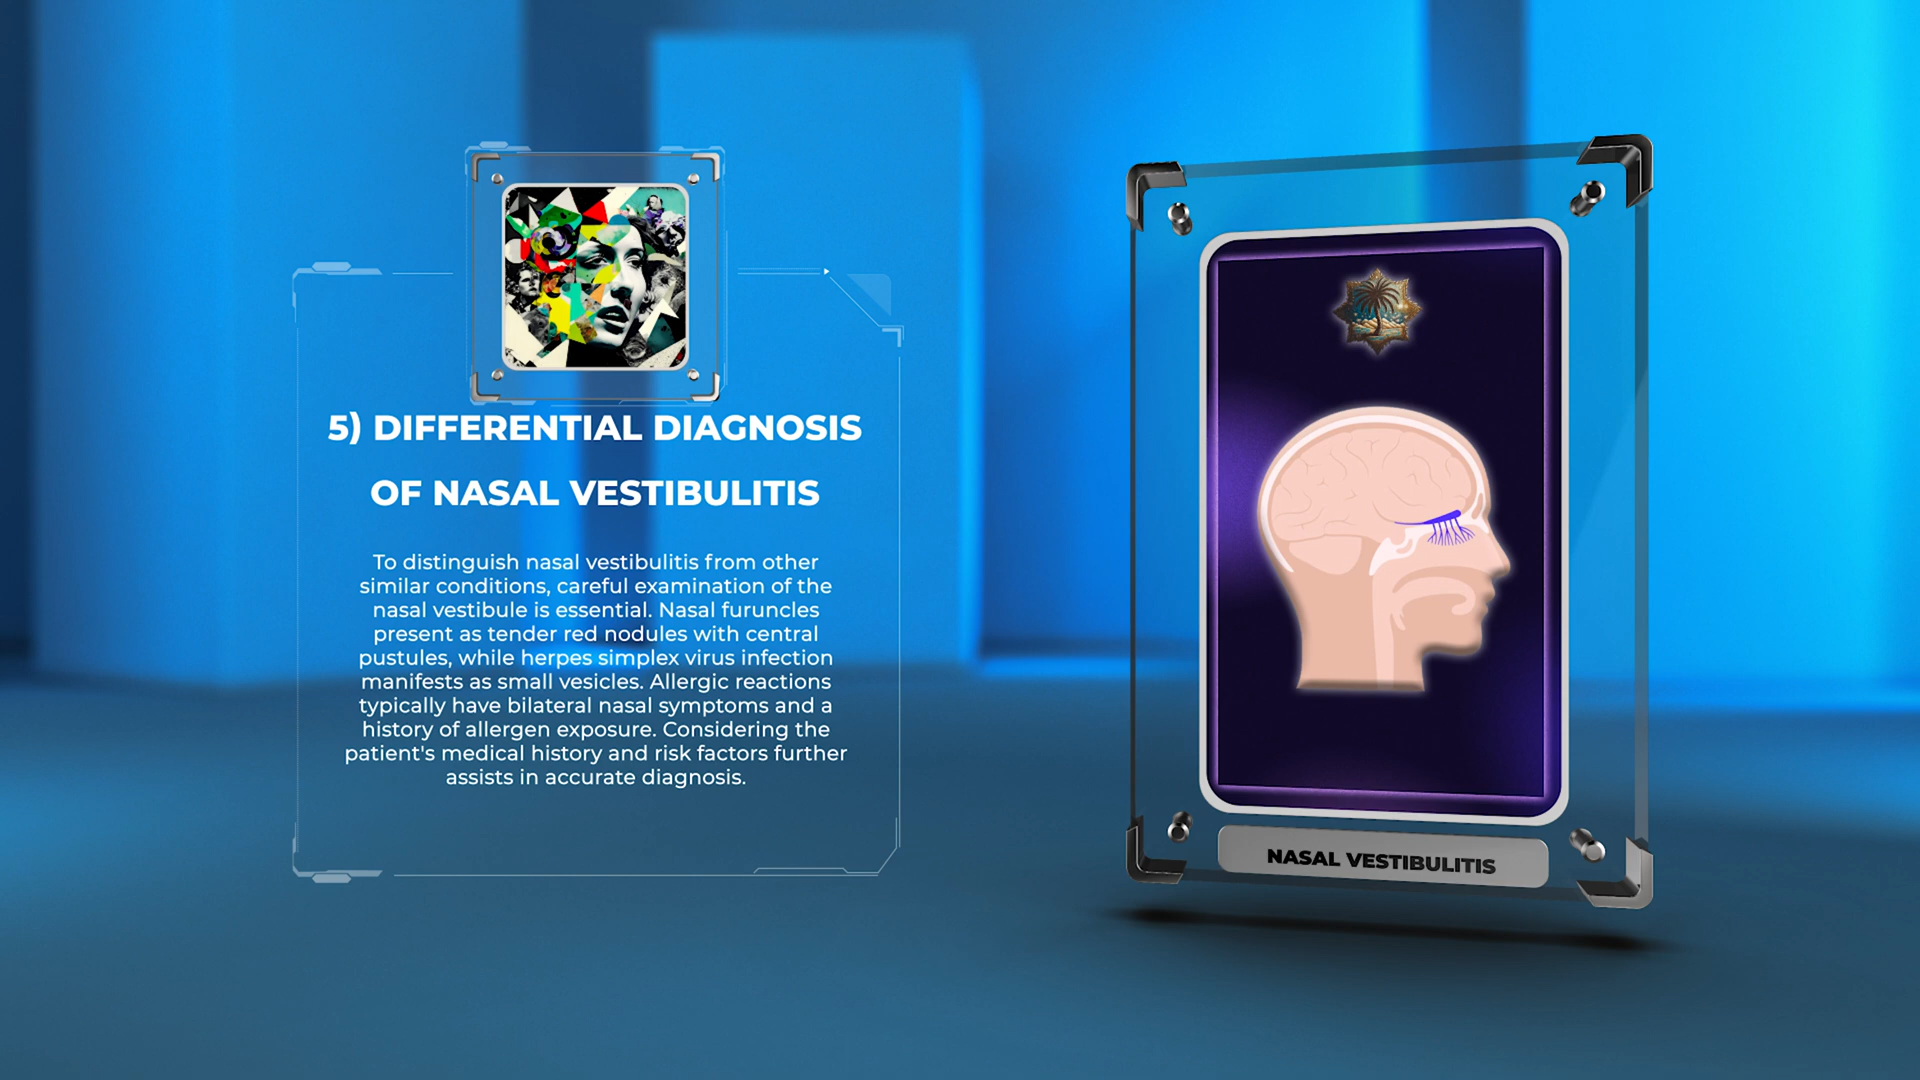 5) DIFFERENTIAL DIAGNOSIS
OF NASAL VESTIBULITIS
To distinguish nasal vestibulitis from other
similar conditions, careful examination of the
nasal vestibule is essential. Nasal furuncles
present as tender red nodules with central
pustules, while herpes simplex virus infection
manifests as small vesicles. Allergic reactions
typically have bilateral nasal symptoms and a
history of allergen exposure. Considering the
patient's medical history and risk factors further
assists in accurate diagnosis.
NASAL VESTIBULITIS